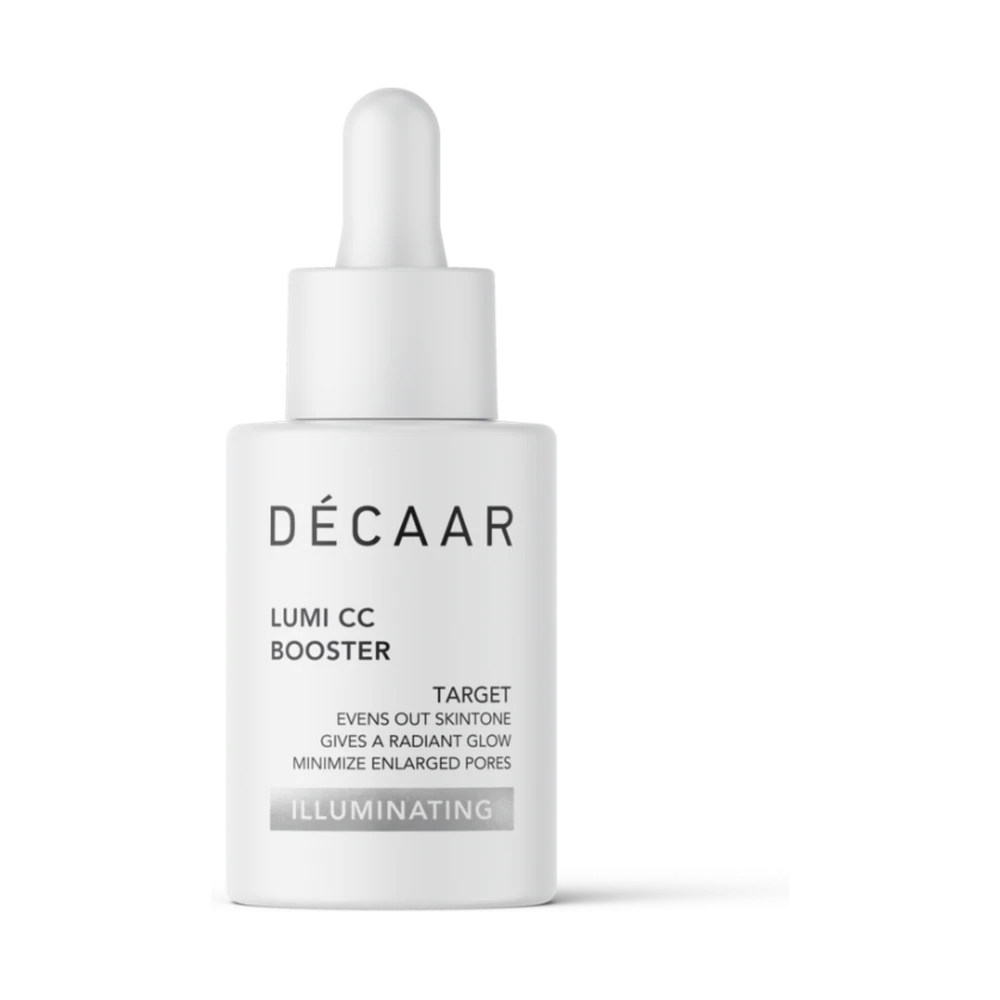 DÉCAAR
LUMI CC
BOOSTER
TARGET
EVENS OUT SKINTONE
GIVES A RADIANT GLOW
MINIMIZE ENLARGED PORES
ILLUMINATING